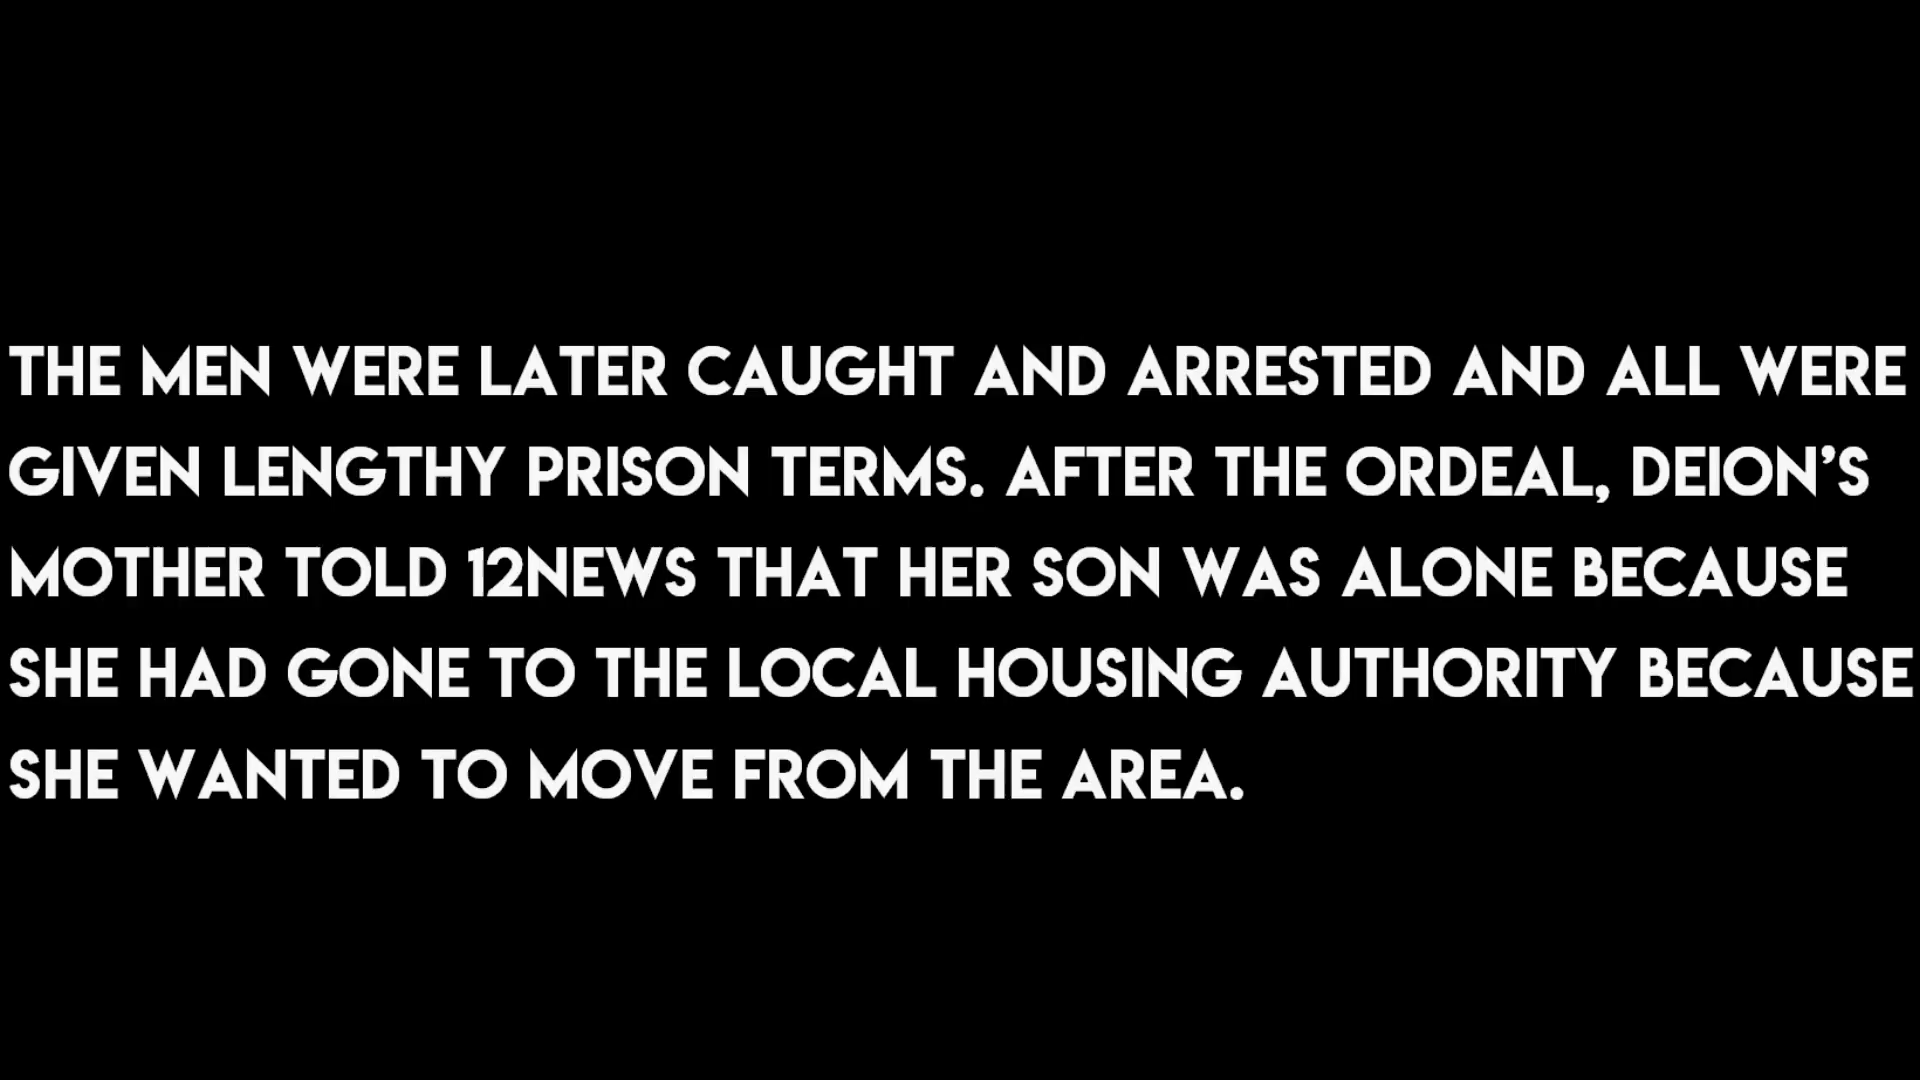 THE MEN WERE LATER CAUGHT AND ARRESTED AND ALL WERE
GIVEN LENGTHY PRISON TERMS. AFTER THE ORDEAL, DEION’S
MOTHER TOLD 12NEWS THAT HER SON WAS ALONE BECAUSE
SHE HAD GONE TO THE LOCAL HOUSING AUTHORITY BECAUSE
SHE WANTED TO MOVE FROM THE AREA.